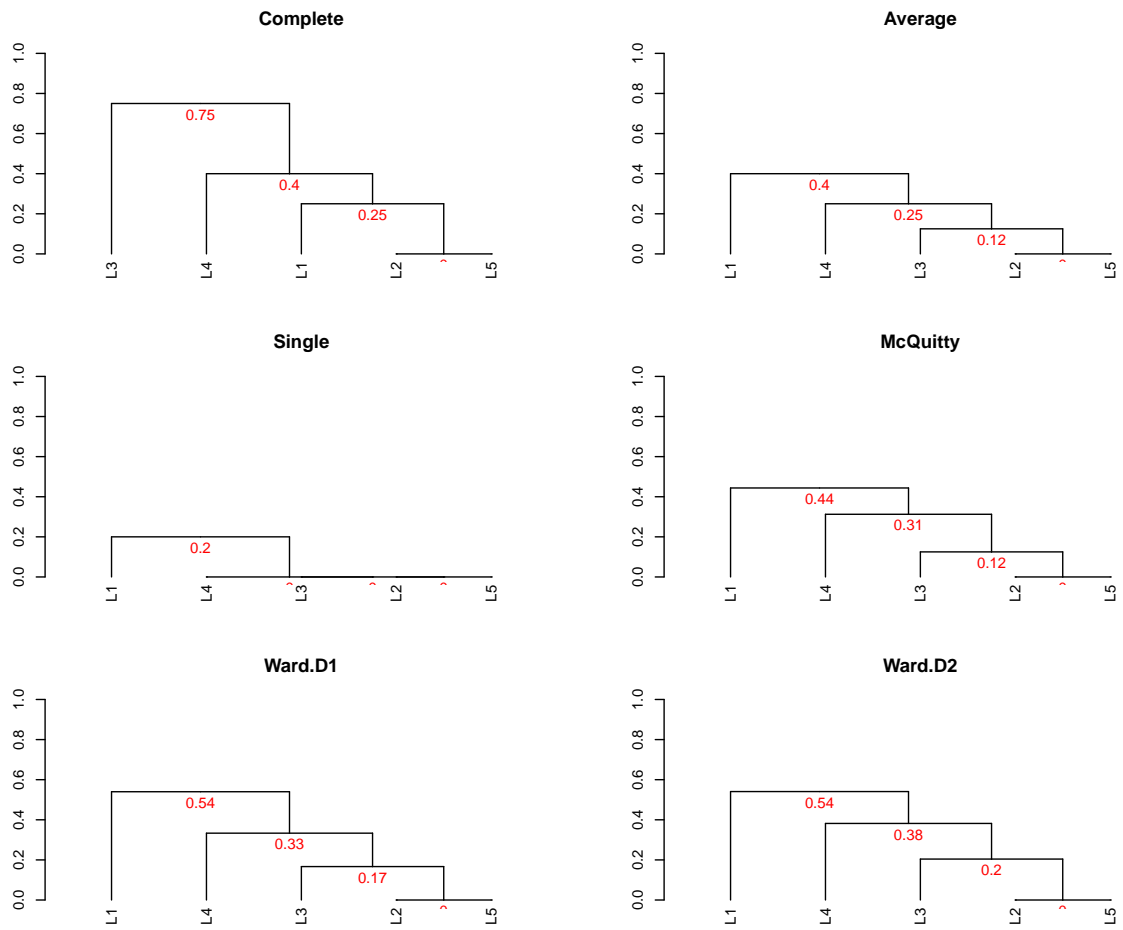 Complete
1.0
0.8
0.6
0.4
0.2
0.0
0.75
0.4
0.25
L3
L4
L1
L2
L5
Average
1.0
0.8
0.6
0.4
0.2
0.0
0.4
0.25
0.12
L1
L4
L3
L2
L5
Single
1.0
0.8
0.6
0.4
0.2
0.0
0.2
L1
L4
L3
L2
L5
McQuitty
1.0
0.8
0.6
0.4
0.2
0.0
0.44
0.31
0.12
L1
L4
L3
L2
L5
Ward.D1
1.0
0.8
0.6
0.4
0.2
0.0
0.54
0.33
0.17
L1
L4
L3
L2
L5
Ward.D2
1.0
0.8
0.6
0.4
0.2
0.0
0.54
0.38
0.2
L1
L4
L3
L2
L5